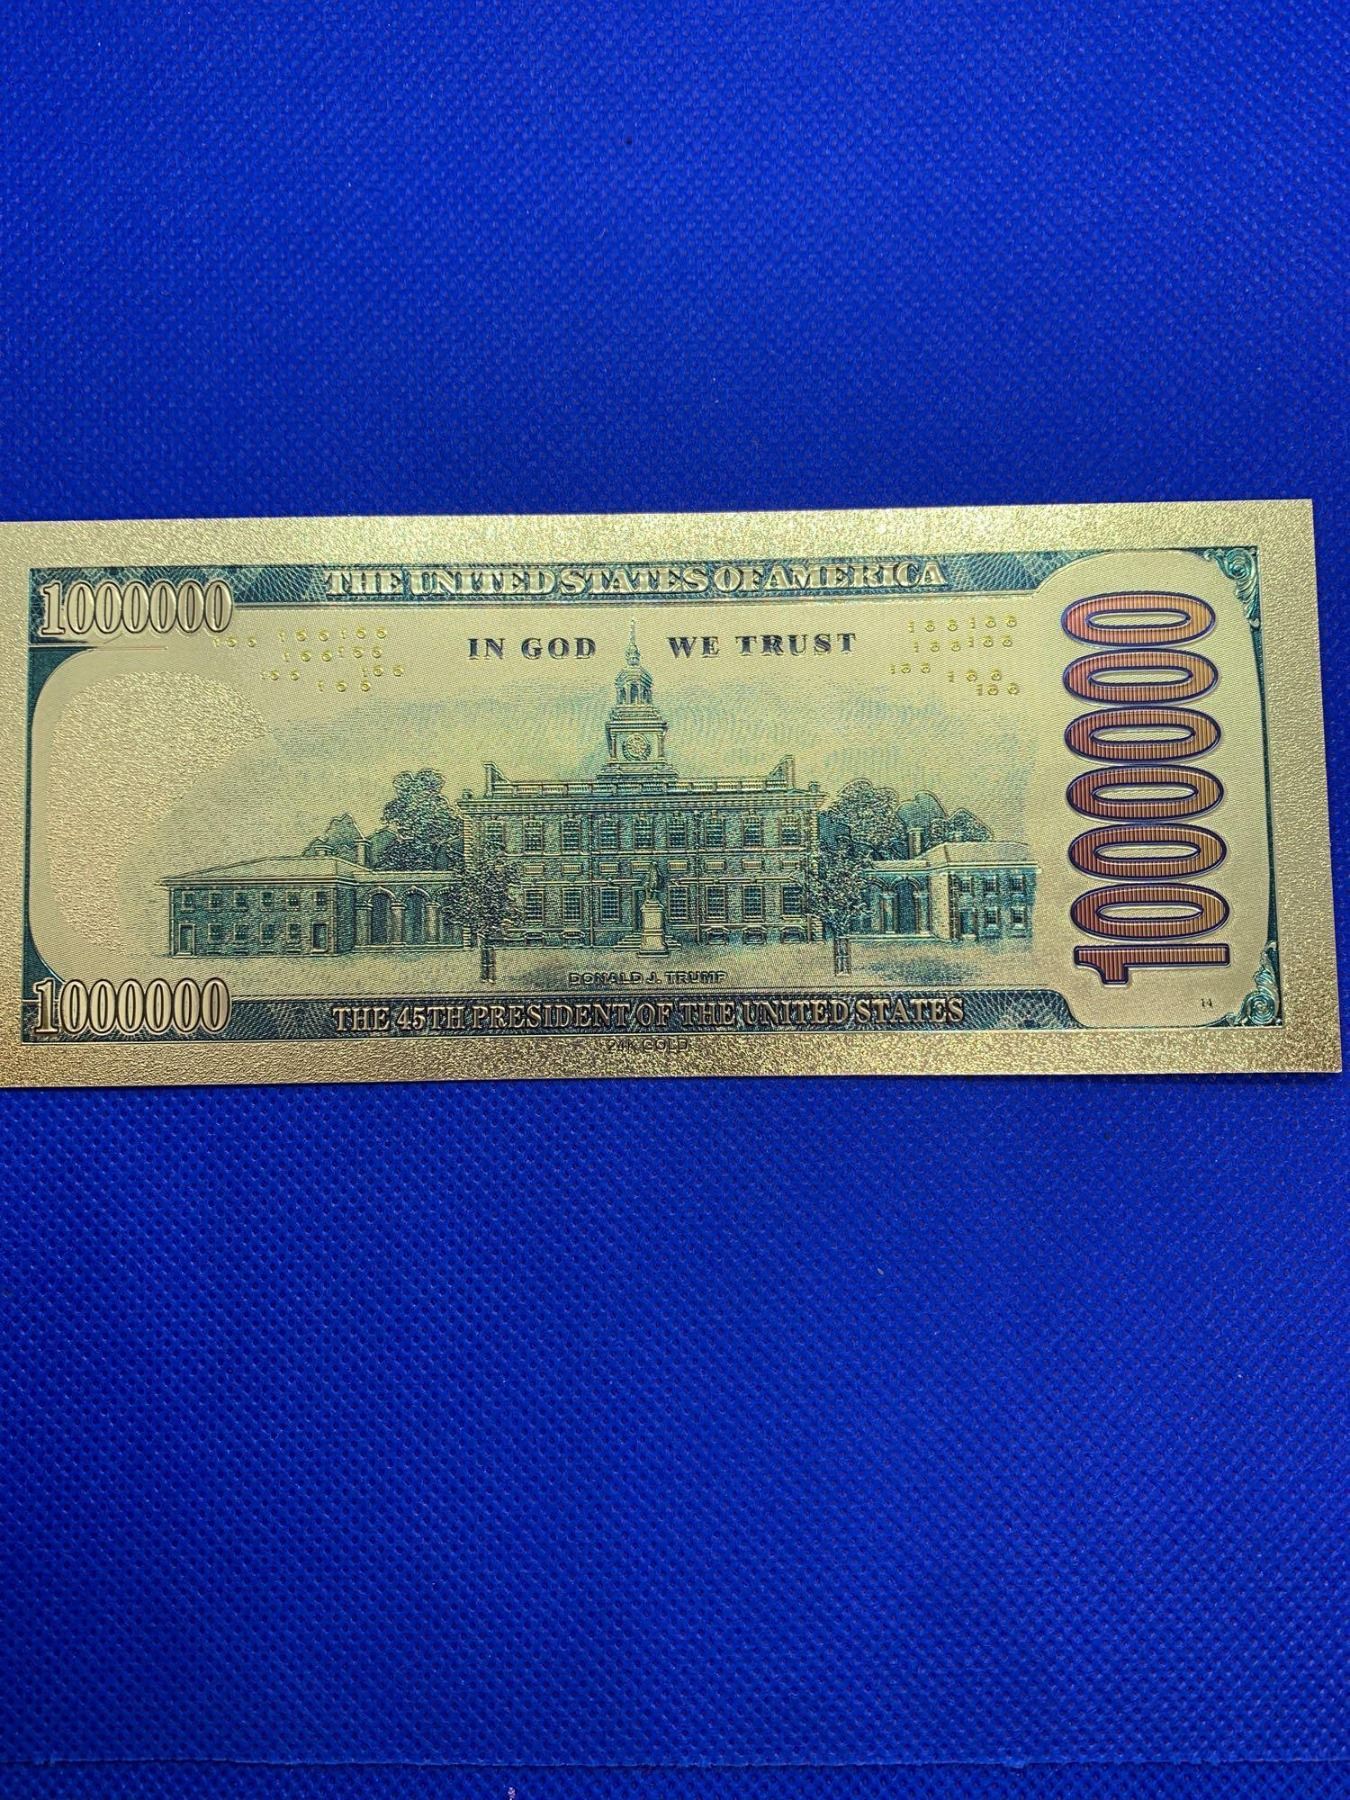 1000000
THE UNITED STATES OF AMERICA
IN GOD WE TRUST
1000000
DONALD J. TRUMP
1000000
THE 45TH PRESIDENT OF THE UNITED STATES
14
24K GOLD